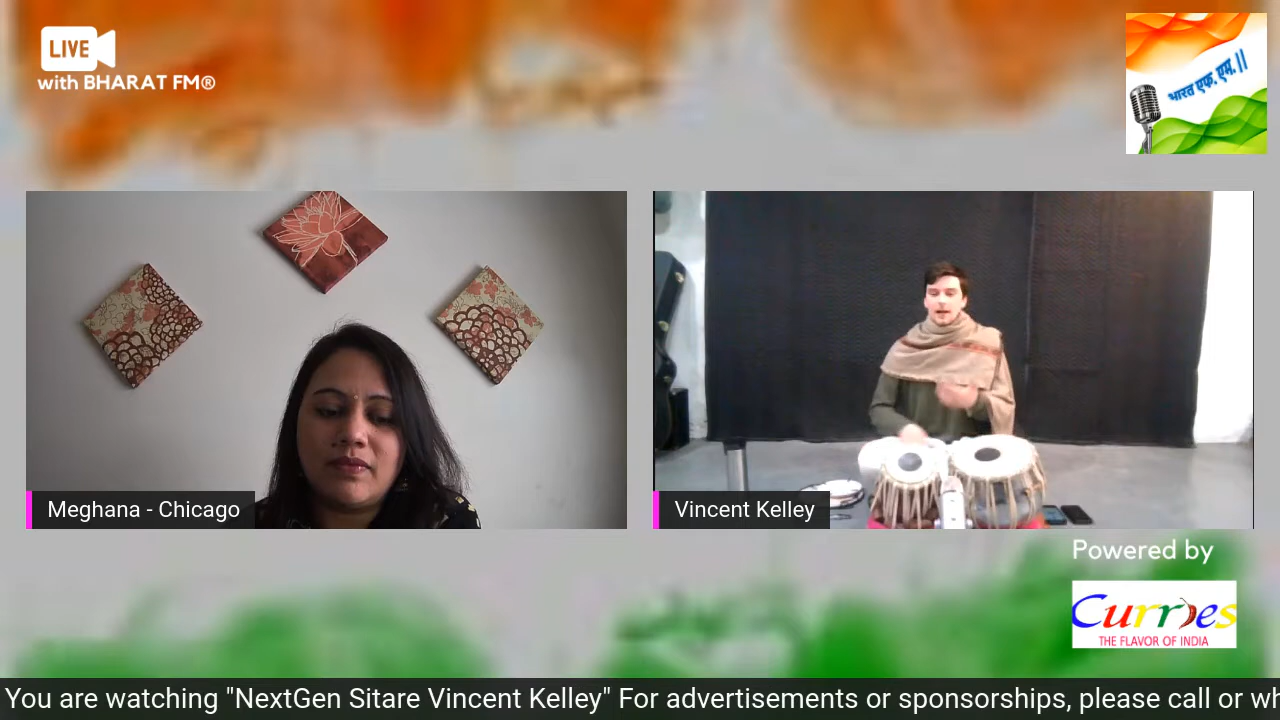 LIVE
with BHARAT FM®
भारत एफ. एम.||
Meghana - Chicago
Vincent Kelley
Powered by
Curries
THE FLAVOR OF INDIA
You are watching "NextGen Sitare Vincent Kelley" For advertisements or sponsorships, please call or wh